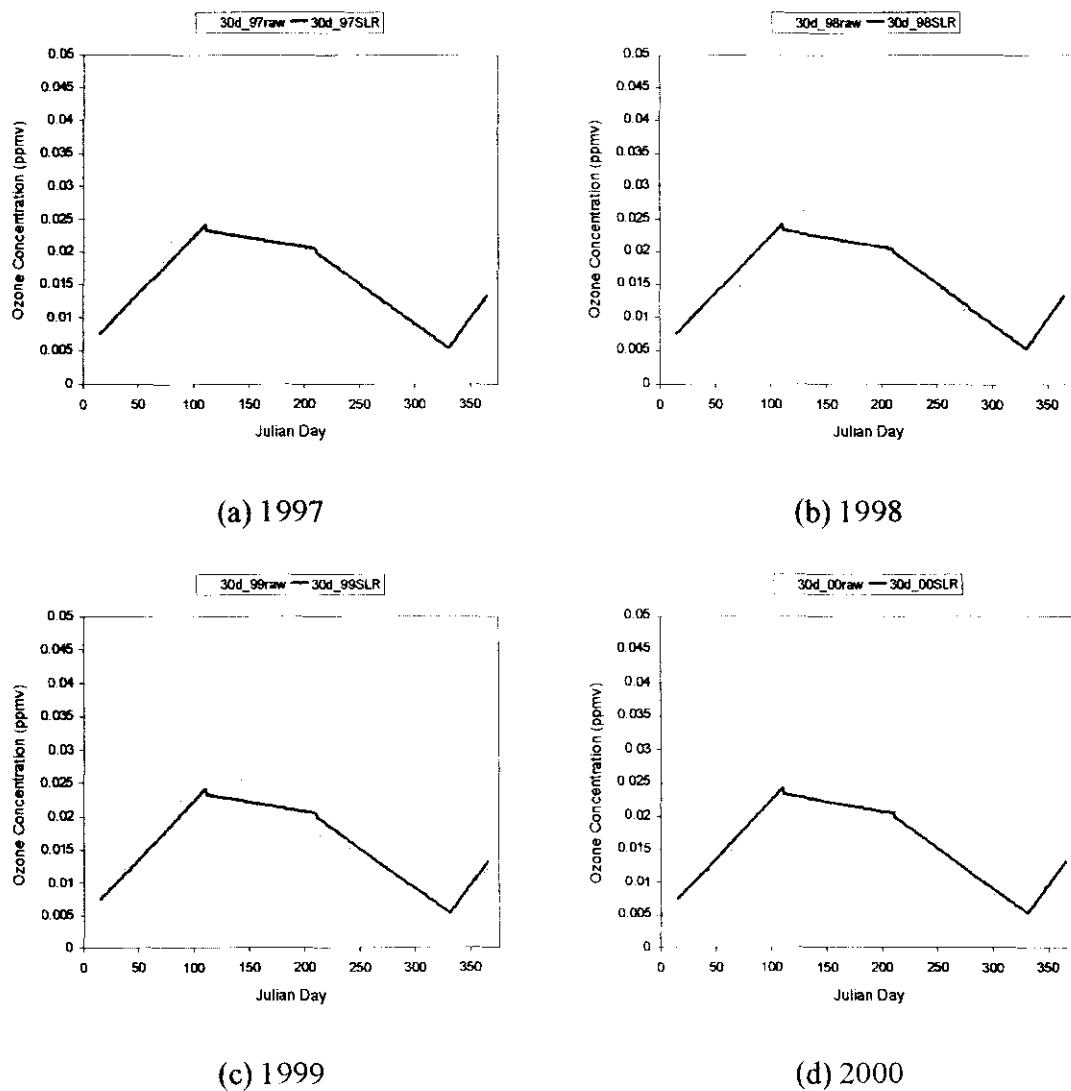 30d_97raw 30d_97SLR
0.05
0.045
0.04
0.035
0.03
0.025
0.02
0.015
0.01
0.005
0
Ozone Concentration (ppmv)
0 50 100 150 200 250 300 350
Julian Day
(a) 1997
30d_98raw 30d_98SLR
0.05
0.045
0.04
0.035
0.03
0.025
0.02
0.015
0.01
0.005
0
Ozone Concentration (ppmv)
0 50 100 150 200 250 300 350
Julian Day
(b) 1998
30d_99raw 30d_99SLR
0.05
0.045
0.04
0.035
0.03
0.025
0.02
0.015
0.01
0.005
0
Ozone Concentration (ppmv)
0 50 100 150 200 250 300 350
Julian Day
(c) 1999
30d_00raw 30d_00SLR
0.05
0.045
0.04
0.035
0.03
0.025
0.02
0.015
0.01
0.005
0
Ozone Concentration (ppmv)
0 50 100 150 200 250 300 350
Julian Day
(d) 2000